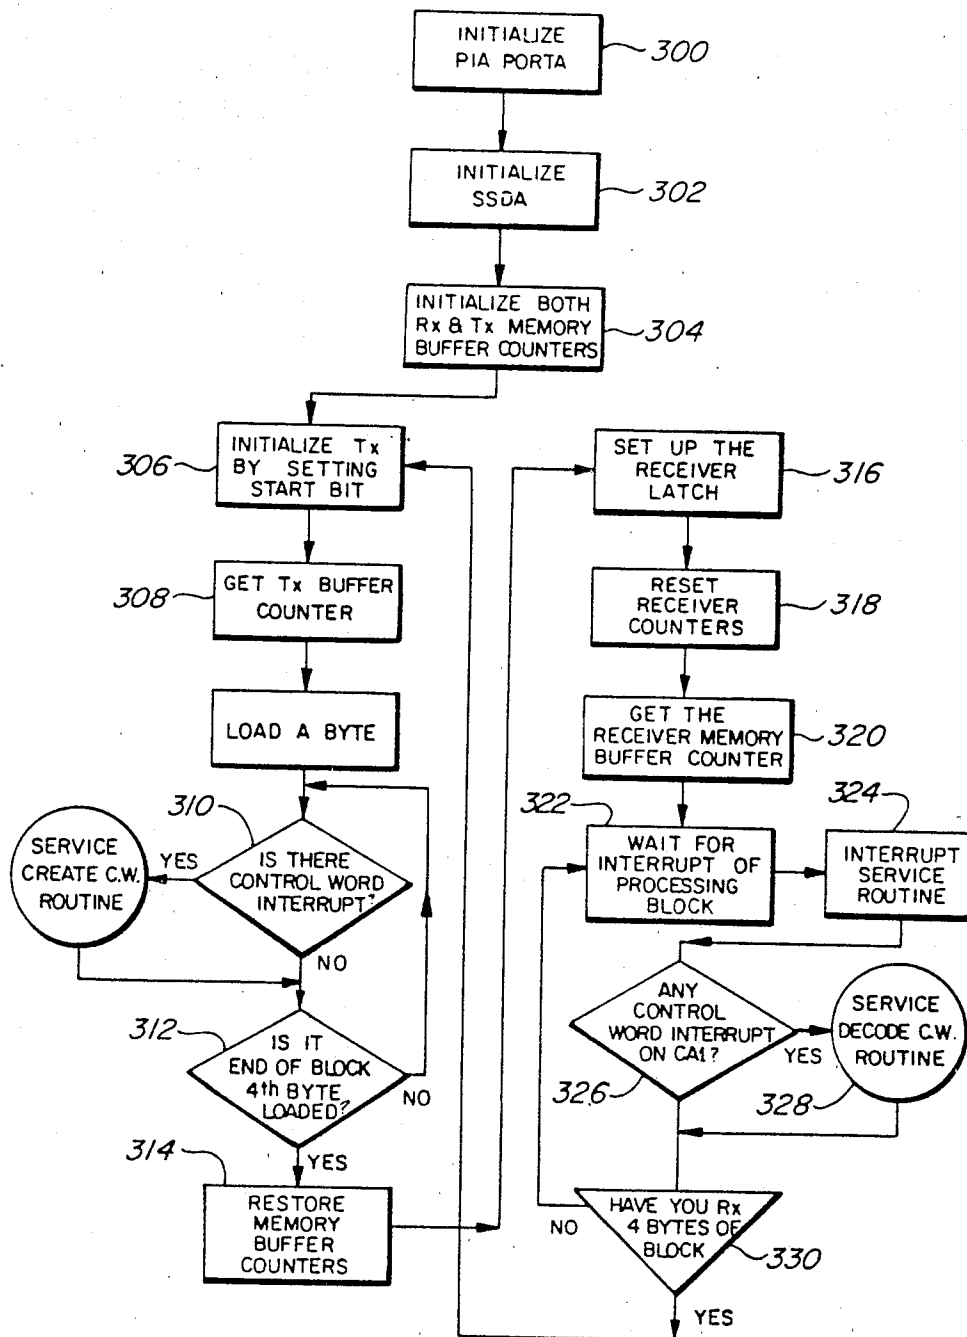 INITIALIZE
PIA PORTA
300
INITIALIZE
SSDA
302
INITIALIZE BOTH
Rx & Tx MEMORY
BUFFER COUNTERS
304
INITIALIZE Tx
BY SETTING
START BIT
306
GET Tx BUFFER
COUNTER
308
LOAD A BYTE
310
IS THERE
CONTROL WORD
INTERRUPT?
YES
SERVICE
CREATE C.W.
ROUTINE
NO
312
IS IT
END OF BLOCK
4th BYTE
LOADED?
NO
YES
314
RESTORE
MEMORY
BUFFER
COUNTERS
SET UP THE
RECEIVER
LATCH
316
RESET
RECEIVER
COUNTERS
318
GET THE
RECEIVER MEMORY
BUFFER COUNTER
320
322
WAIT FOR
INTERRUPT OF
PROCESSING
BLOCK
324
INTERRUPT
SERVICE
ROUTINE
ANY
CONTROL
WORD INTERRUPT
ON CA1?
326
YES
SERVICE
DECODE C.W.
ROUTINE
328
HAVE YOU Rx
4 BYTES OF
BLOCK
330
NO
YES